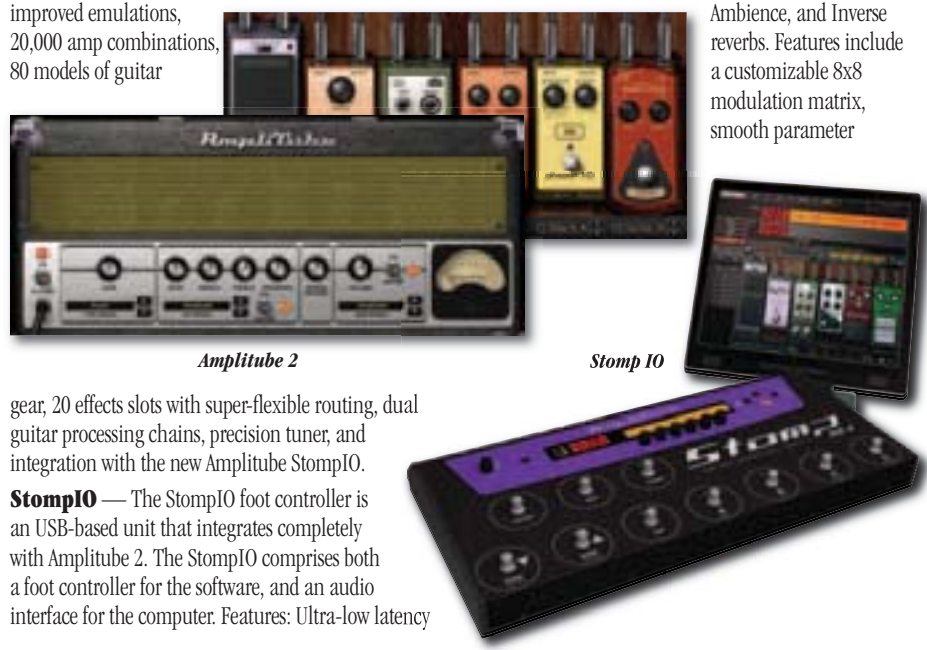 improved emulations,
20,000 amp combinations,
80 models of guitar
AmpliTube
Amplitube 2
gear, 20 effects slots with super-flexible routing, dual
guitar processing chains, precision tuner, and
integration with the new Amplitube StompIO.
StompIO — The StompIO foot controller is
an USB-based unit that integrates completely
with Amplitube 2. The StompIO comprises both
a foot controller for the software, and an audio
interface for the computer. Features: Ultra-low latency
Ambience, and Inverse
reverbs. Features include
a customizable 8x8
modulation matrix,
smooth parameter
Stomp IO
Stomp